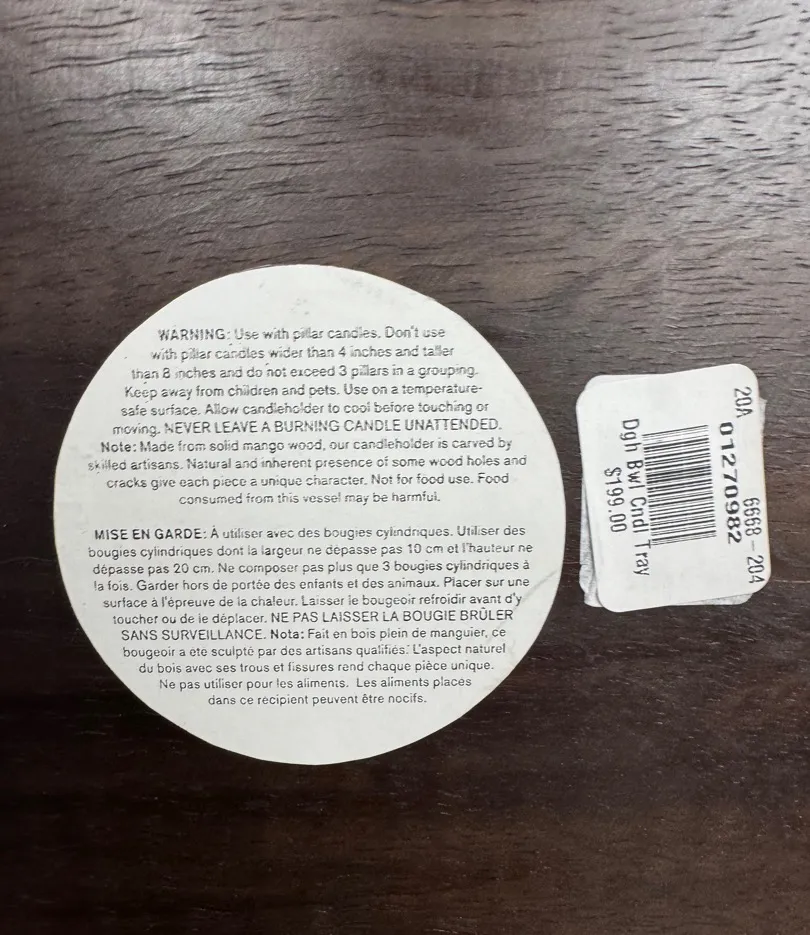 WARNING: Use with pillar candles. Don't use
with pillar candles wider than 4 inches and taller
than 8 inches and do not exceed 3 pillars in a grouping.
Keep away from children and pets. Use on a temperature-
safe surface. Allow candleholder to cool before touching or
moving. NEVER LEAVE A BURNING CANDLE UNATTENDED.
Note: Made from solid mango wood, our candleholder is carved by
skilled artisans. Natural and inherent presence of some wood holes and
cracks give each piece a unique character. Not for food use. Food
consumed from this vessel may be harmful.
MISE EN GARDE: À utiliser avec des bougies cylindriques. Utiliser des
bougies cylindriques dont la largeur ne dépasse pas 10 cm et l'hauteur ne
dépasse pas 20 cm. Ne composer pas plus que 3 bougies cylindriques à
la fois. Garder hors de portée des enfants et des animaux. Placer sur une
surface à l'épreuve de la chaleur. Laisser le bougeoir refroidir avant d'y
toucher ou de le déplacer. NE PAS LAISSER LA BOUGIE BRÛLER
SANS SURVEILLANCE. Nota: Fait en bois plein de manguier, ce
bougeoir a été sculpté par des artisans qualifiés. L'aspect naturel
du bois avec ses trous et fissures rend chaque pièce unique.
Ne pas utiliser pour les aliments. Les aliments placés
dans ce récipient peuvent être nocifs.
20A 6668-204
01270982
Dgh Bw Cndl Tray
$199.00